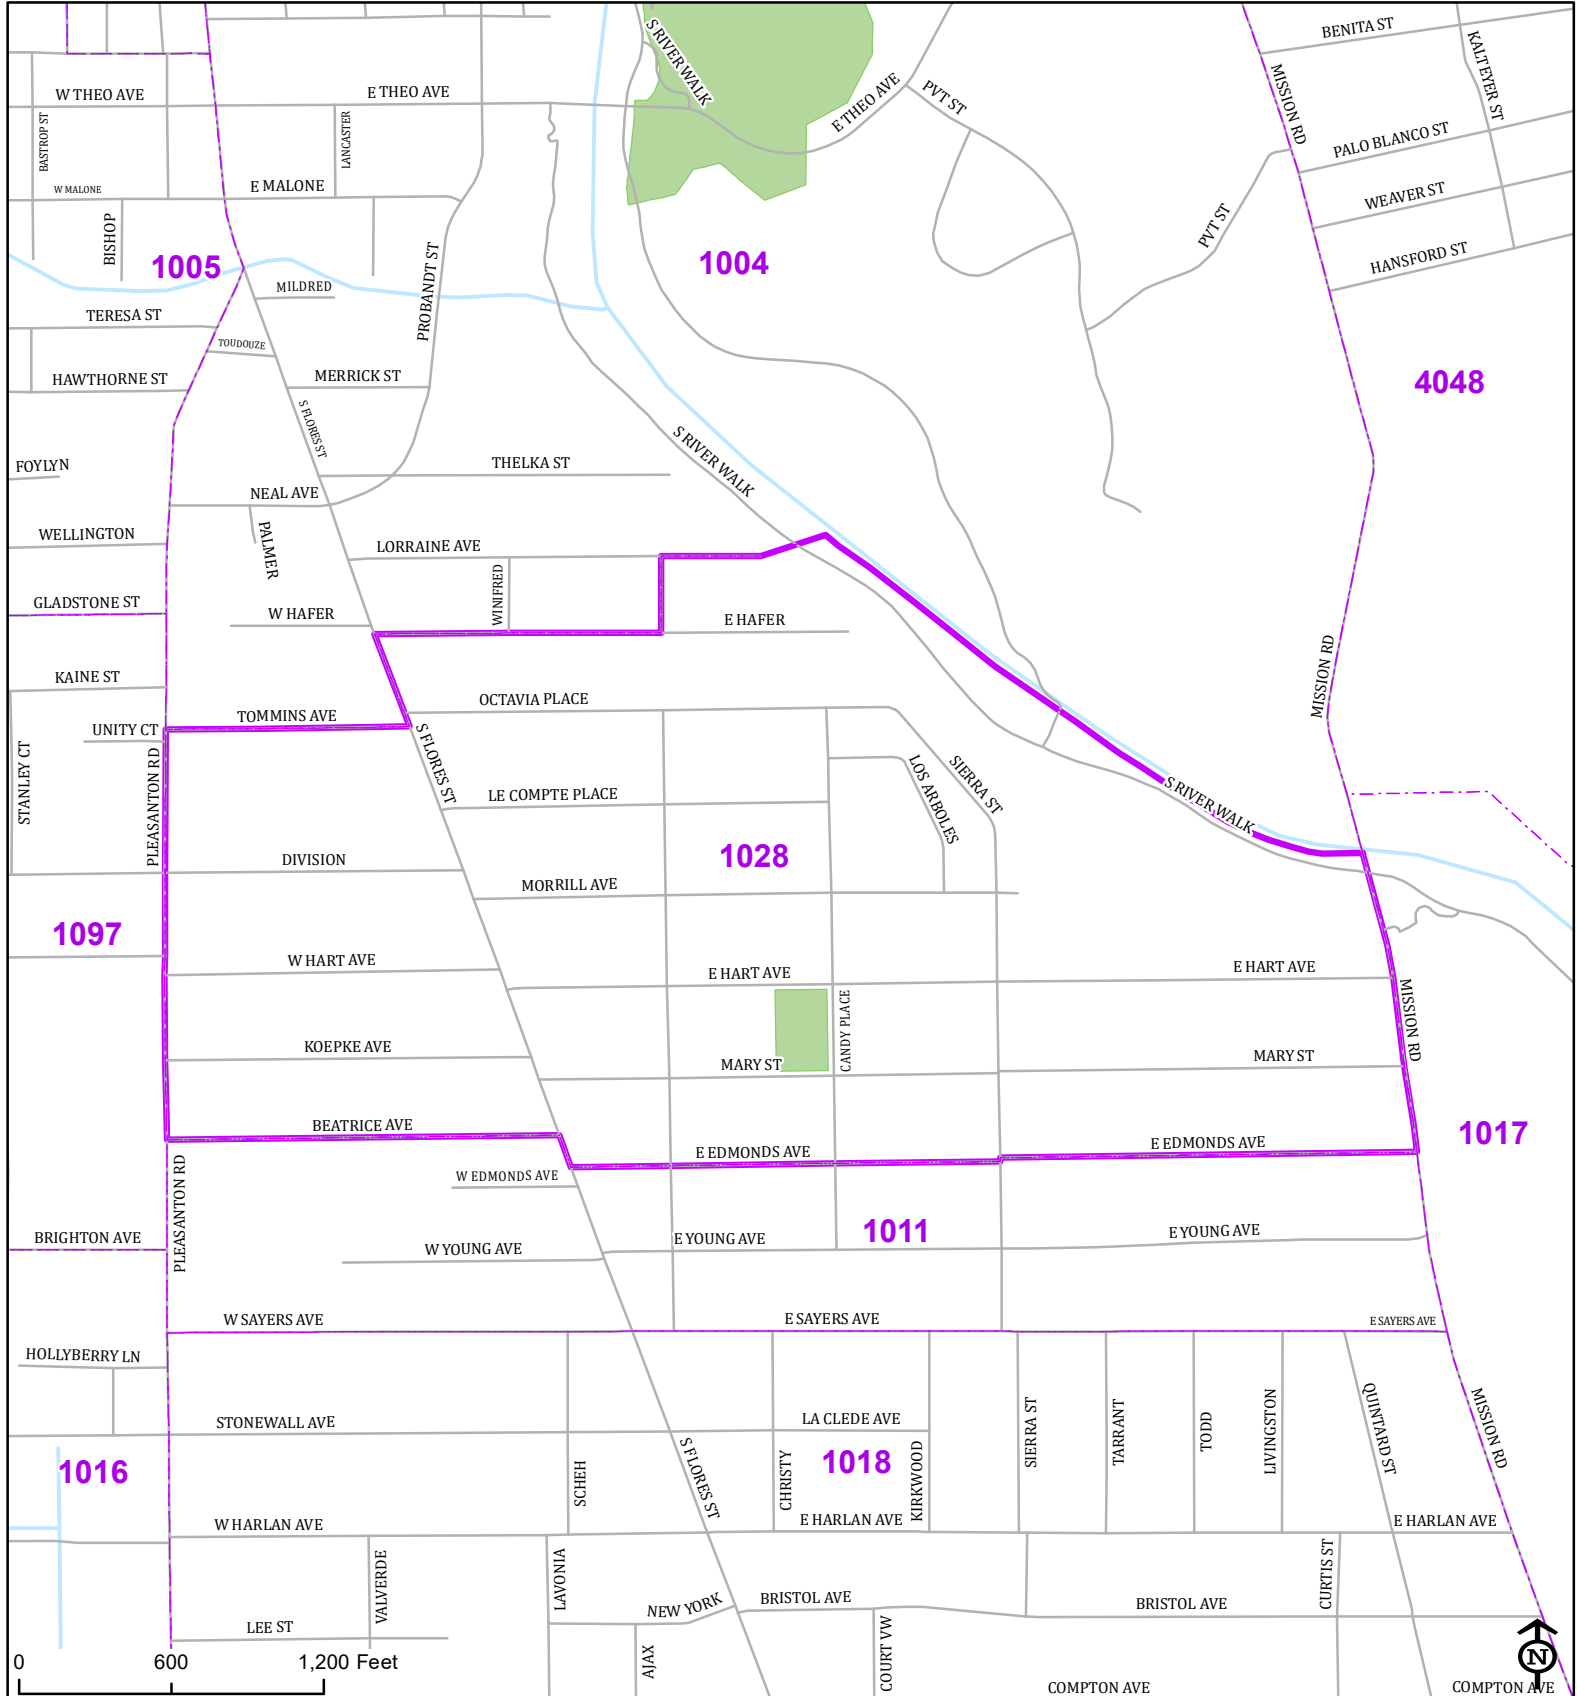 BENITA ST
KALTEYER ST
S RIVER WALK
MISSION RD
W THEO AVE
E THEO AVE
E THEO AVE
PVT ST
BASTROP ST
LANCASTER
PALO BLANCO ST
W MALONE
E MALONE
WEAVER ST
BISHOP
PVT ST
HANSFORD ST
1005
1004
MILDRED
PROBANDT ST
TERESA ST
TOUDOUZE
HAWTHORNE ST
MERRICK ST
4048
S FLORES ST
FOYLYN
THELKA ST
S RIVER WALK
NEAL AVE
WELLINGTON
PALMER
LORRAINE AVE
WINIFRED
GLADSTONE ST
W HAFER
E HAFER
KAINE ST
MISSION RD
OCTAVIA PLACE
TOMMINS AVE
UNITY CT
STANLEY CT
PLEASANTON RD
S FLORES ST
LOS ARBOLES
SIERRA ST
LE COMPTE PLACE
S RIVER WALK
DIVISION
1028
MORRILL AVE
1097
W HART AVE
E HART AVE
E HART AVE
CANDY PLACE
MISSION RD
KOEPKE AVE
MARY ST
MARY ST
BEATRICE AVE
1017
E EDMONDS AVE
E EDMONDS AVE
W EDMONDS AVE
PLEASANTON RD
BRIGHTON AVE
W YOUNG AVE
E YOUNG AVE
1011
E YOUNG AVE
W SAYERS AVE
E SAYERS AVE
E SAYERS AVE
HOLLYBERRY LN
STONEWALL AVE
LA CLEDE AVE
SIERRA ST
TARRANT
TODD
LIVINGSTON
QUINTARD ST
MISSION RD
1016
SCHEH
S FLORES ST
CHRISTY
1018
KIRKWOOD
W HARLAN AVE
E HARLAN AVE
E HARLAN AVE
VALVERDE
LAVONIA
CURTIS ST
NEW YORK
BRISTOL AVE
BRISTOL AVE
LEE ST
AJAX
COURT VW
N
0 600 1,200 Feet
COMPTON AVE
COMPTON AVE